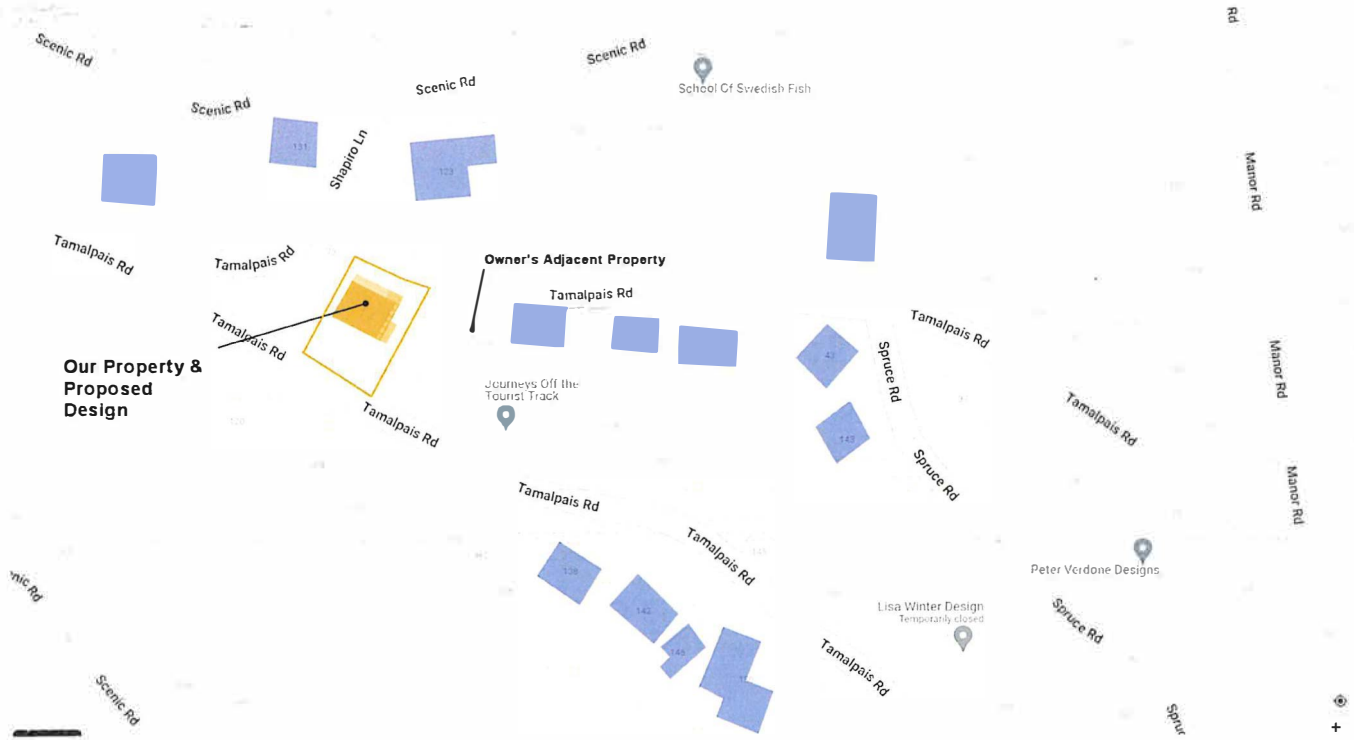 Rd
Scenic Rd
Scenic Rd
Scenic Rd
Scenic Rd
School Of Swedish Fish
131
Shapiro Ln
Manor Rd
Tamalpais Rd
Tamalpais Rd
Owner's Adjacent Property
Tamalpais Rd
Tamalpais Rd
Tamalpais Rd
Spruce Rd
Manor Rd
Our Property &
Proposed
Design
Journeys Off the
Tourist Track
Tamalpais Rd
Tamalpais Rd
Spruce Rd
Manor Rd
Tamalpais Rd
Tamalpais Rd
Peter Verdone Designs
Lisa Winter Design
Temporarily closed
Spruce Rd
Tamalpais Rd
Scenic Rd
+